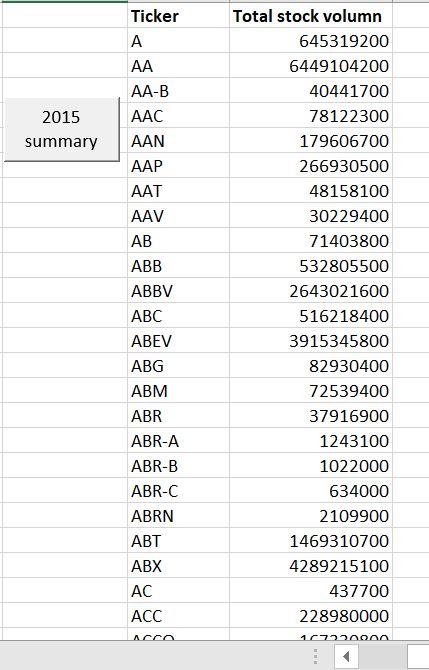 Ticker Total stock volumn
A 645319200
AA 6449104200
AA-B 40441700
2015
summary
AAC 78122300
AAN 179606700
AAP 266930500
AAT 48158100
AAV 30229400
AB 71403800
ABB 532805500
ABBV 2643021600
ABC 516218400
ABEV 3915345800
ABG 82930400
ABM 72539400
ABR 37916900
ABR-A 1243100
ABR-B 1022000
ABR-C 634000
ABRN 2109900
ABT 1469310700
ABX 4289215100
AC 437700
ACC 228980000